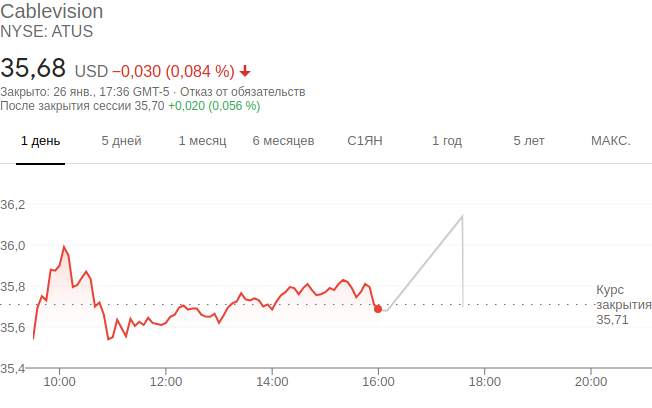 Cablevision
NYSE: ATUS
35,68 USD −0,030 (0,084 %)
Закрыто: 26 янв., 17:36 GMT-5 · Отказ от обязательств
После закрытия сессии 35,70 +0,020 (0,056 %)
1 день 5 дней 1 месяц 6 месяцев С1ЯН 1 год 5 лет МАКС.
36,2
36,0
35,8
35,6
35,4
Курс
закрытия
35,71
10:00 12:00 14:00 16:00 18:00 20:00